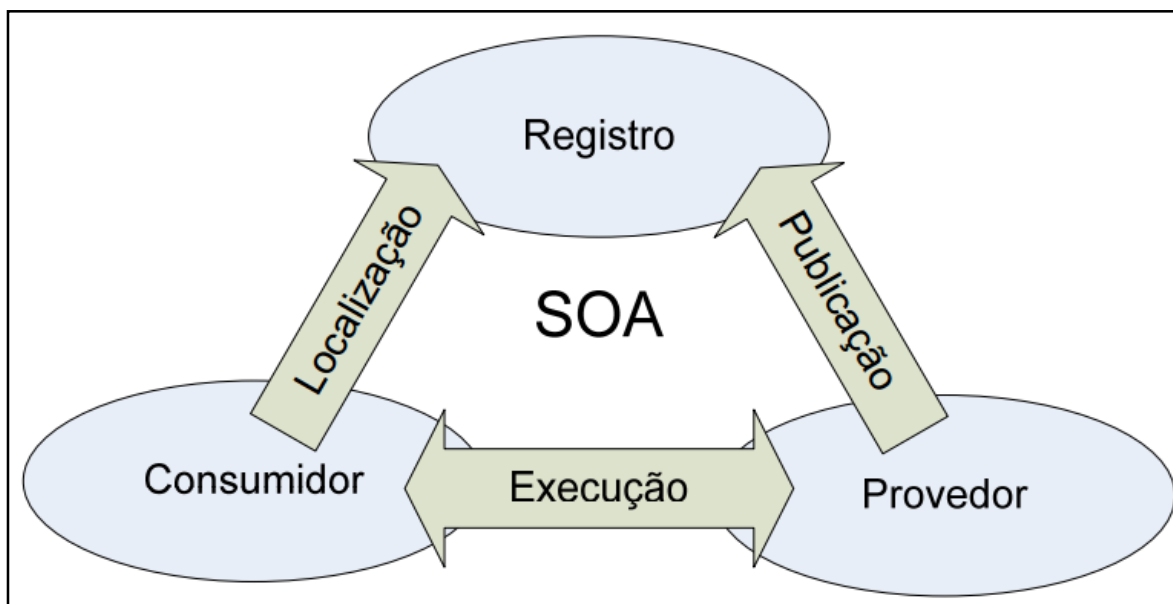 Registro
Localização
Publicação
SOA
Consumidor
Execução
Provedor